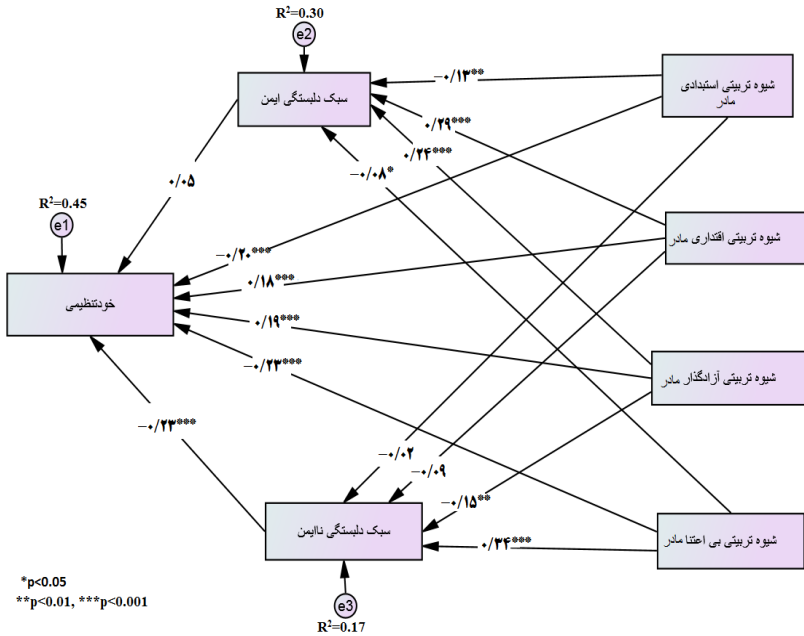 R²=0.30
e2
سبک دلبستگی ایمن
شیوه تربیتی استبدادی
مادر
−۰/۱۳**
۰/۲۹***
۰/۲۴***
−۰/۰۸*
۰/۰۵
R²=0.45
e1
خودتنظیمی
شیوه تربیتی اقتداری مادر
−۰/۲۰***
۰/۱۸***
۰/۱۹***
−۰/۲۳***
شیوه تربیتی آزادگذار مادر
−۰/۲۳***
−۰/۰۲
−۰/۰۹
−۰/۱۵**
۰/۳۴***
سبک دلبستگی ناایمن
شیوه تربیتی بی اعتنا مادر
*p<0.05
**p<0.01, ***p<0.001
e3
R²=0.17